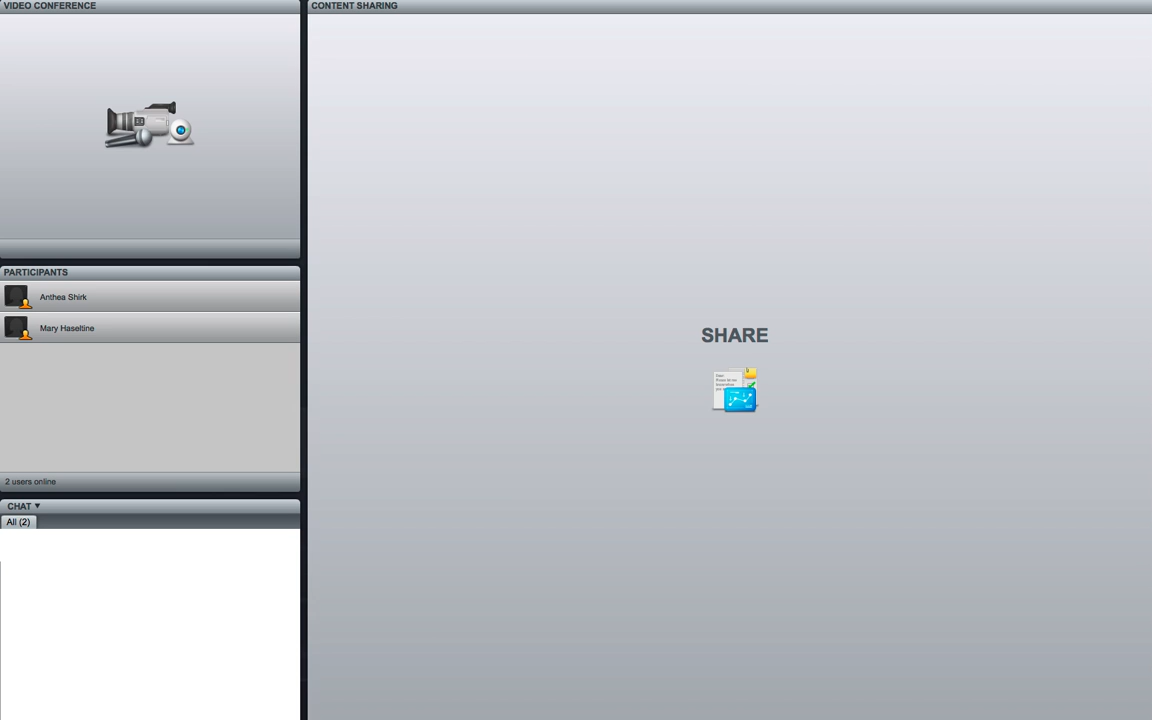 VIDEO CONFERENCE
CONTENT SHARING
PARTICIPANTS
Anthea Shirk
Mary Haseltine
2 users online
CHAT
All (2)
SHARE